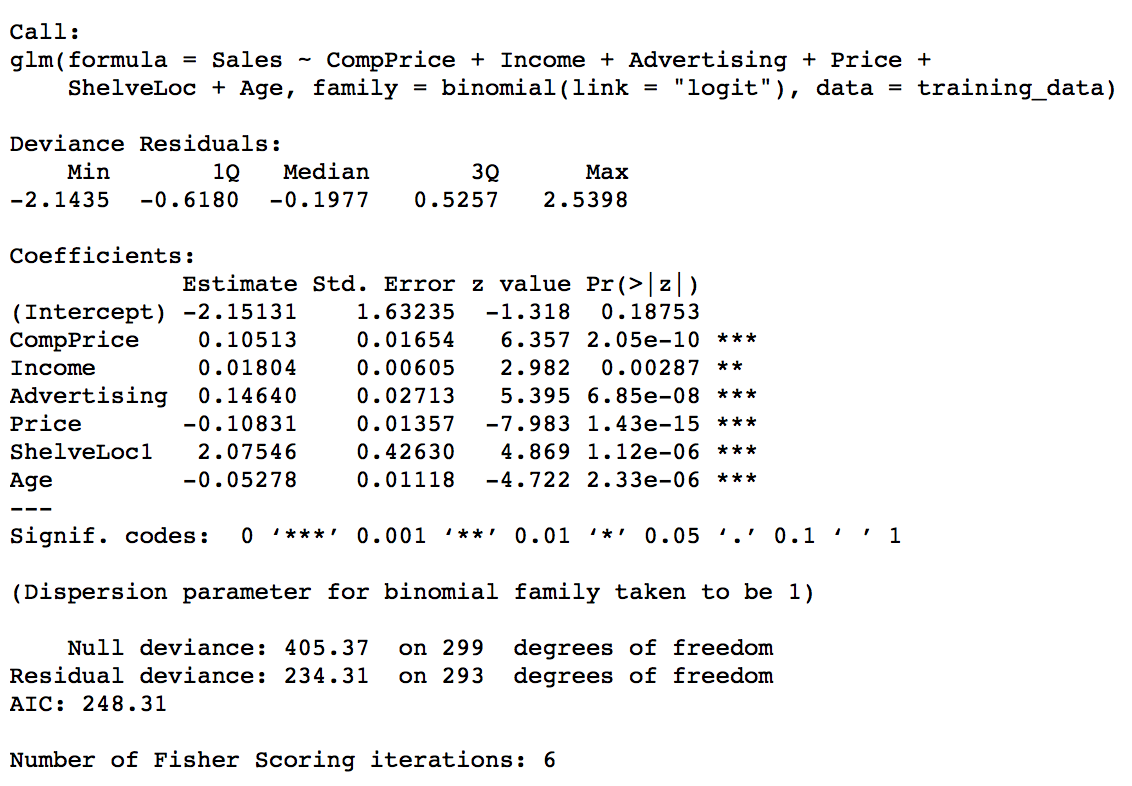 Call:
glm(formula = Sales ~ CompPrice + Income + Advertising + Price +
    ShelveLoc + Age, family = binomial(link = "logit"), data = training_data)

Deviance Residuals:
    Min       1Q   Median       3Q      Max
-2.1435  -0.6180  -0.1977   0.5257   2.5398

Coefficients:
            Estimate Std. Error z value Pr(>|z|)
(Intercept) -2.15131    1.63235  -1.318  0.18753
CompPrice    0.10513    0.01654   6.357 2.05e-10 ***
Income       0.01804    0.00605   2.982  0.00287 **
Advertising  0.14640    0.02713   5.395 6.85e-08 ***
Price       -0.10831    0.01357  -7.983 1.43e-15 ***
ShelveLoc1   2.07546    0.42630   4.869 1.12e-06 ***
Age         -0.05278    0.01118  -4.722 2.33e-06 ***
---
Signif. codes:  0 ‘***’ 0.001 ‘**’ 0.01 ‘*’ 0.05 ‘.’ 0.1 ‘ ’ 1

(Dispersion parameter for binomial family taken to be 1)

    Null deviance: 405.37  on 299  degrees of freedom
Residual deviance: 234.31  on 293  degrees of freedom
AIC: 248.31

Number of Fisher Scoring iterations: 6